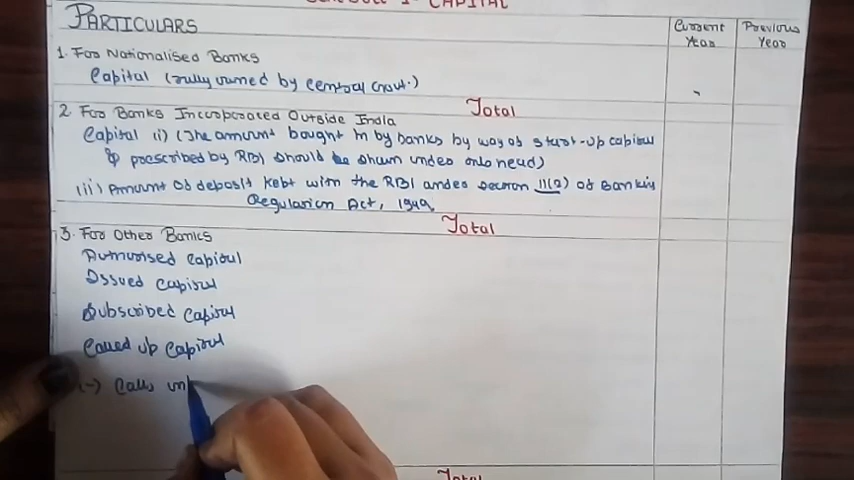 Schedule 1- CAPITAL
PARTICULARS
Current Year
Previous Year
1. For Nationalised Banks
Capital (Fully owned by Central Govt.)
Total
2. For Banks Incorporated Outside India
Capital (i) (The amount bought in by banks by way of start-up capital
prescribed by RBI should be shown under this head)
(ii) Amount of deposit kept with the RBI under section 11(2) of Banking
Regulation Act, 1949
Total
3. For Other Banks
Authorised Capital
Issued Capital
Subscribed Capital
Called up Capital
(-) Calls un
Total